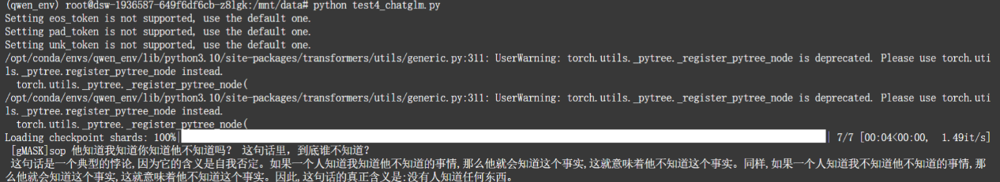 (qwen_env) root@dsw-1936587-649f6df6cb-z8lgk:/mnt/data# python test4_chatglm.py
Setting eos_token is not supported, use the default one.
Setting pad_token is not supported, use the default one.
Setting unk_token is not supported, use the default one.
/opt/conda/envs/qwen_env/lib/python3.10/site-packages/transformers/utils/generic.py:311: UserWarning: torch.utils._pytree._register_pytree_node is deprecated. Please use torch.uti
ls._pytree.register_pytree_node instead.
  torch.utils._pytree._register_pytree_node(
/opt/conda/envs/qwen_env/lib/python3.10/site-packages/transformers/utils/generic.py:311: UserWarning: torch.utils._pytree._register_pytree_node is deprecated. Please use torch.uti
ls._pytree.register_pytree_node instead.
  torch.utils._pytree._register_pytree_node(
Loading checkpoint shards: 100%| | 7/7 [00:04<00:00,  1.49it/s]
[gMASK]sop 他知道我知道你知道他不知道吗? 这句话里，到底谁不知道?
这句话是一个典型的悖论,因为它的含义是自我否定。如果一个人知道我知道他不知道的事情,那么他就会知道这个事实,这就意味着他不知道这个事实。同样,如果一个人知道我不知道他不知道的事情,那
么他就会知道这个事实,这就意味着他不知道这个事实。因此,这句话的真正含义是:没有人知道任何东西。